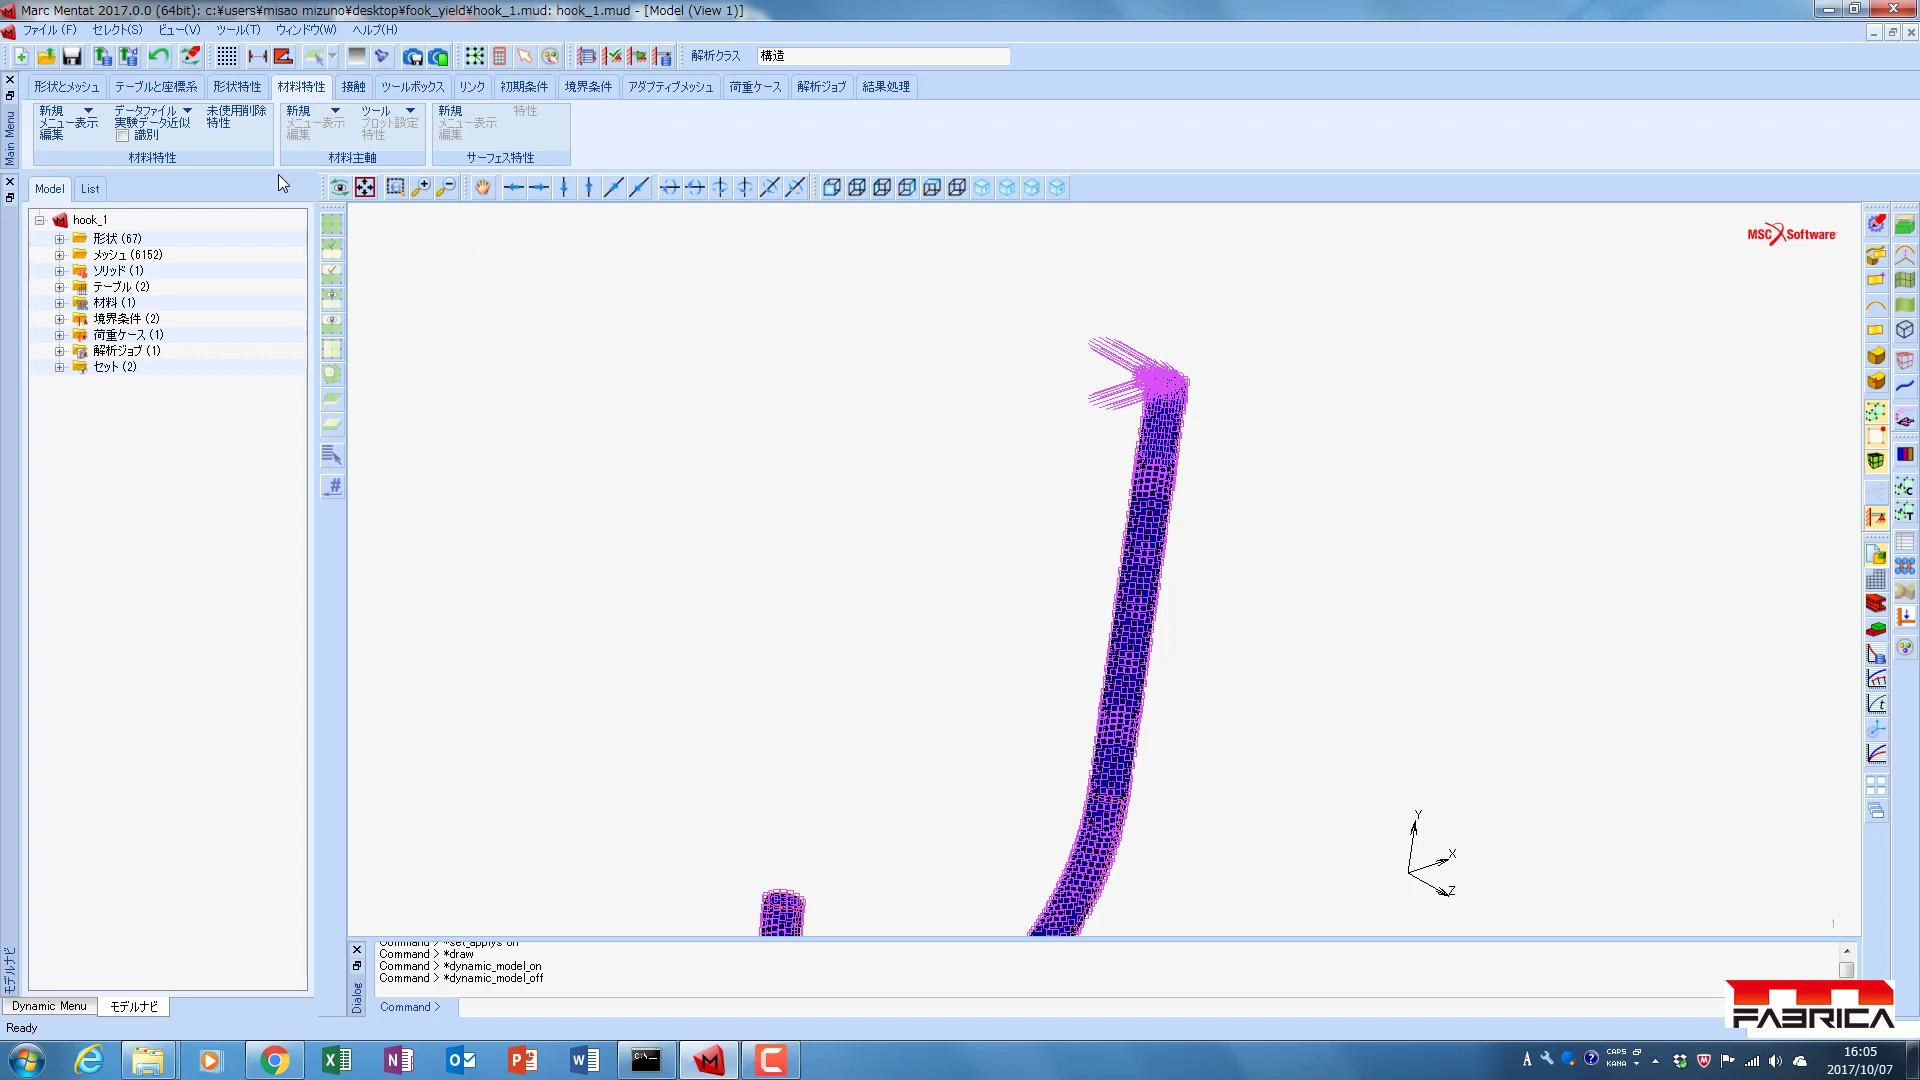 Marc Mentat 2017.0.0 (64bit): c:¥users¥misao mizuno¥desktop¥fook_yield¥hook_1.mud: hook_1.mud - [Model (View 1)]
ファイル (F) セレクト(S) ビュー(V) ツール(T) ウィンドウ(W) ヘルプ(H)
解析クラス 構造
形状とメッシュ テーブルと座標系 形状特性 材料特性 接触 ツールボックス リンク 初期条件 境界条件 アダプティブメッシュ 荷重ケース 解析ジョブ 結果処理
新規 データファイル 未使用削除 新規 ツール 新規 特性
メニュー表示 実験データ近似 特性 メニュー表示 プロット設定 メニュー表示
編集 識別 編集 特性 編集
材料特性 材料主軸 サーフェス特性
Main Menu
Model List
hook_1
形状 (67)
メッシュ (6152)
ソリッド (1)
テーブル (2)
材料 (1)
境界条件 (2)
荷重ケース (1)
解析ジョブ (1)
セット (2)
MSC Software
Y
X
Z
1
モデルナビ
Command > *set_applys on
Command > *draw
Command > *dynamic_model_on
Command > *dynamic_model_off
Dialog
Command >
Dynamic Menu モデルナビ
Ready
FABRICA
A CAPS KANA
16:05
2017/10/07